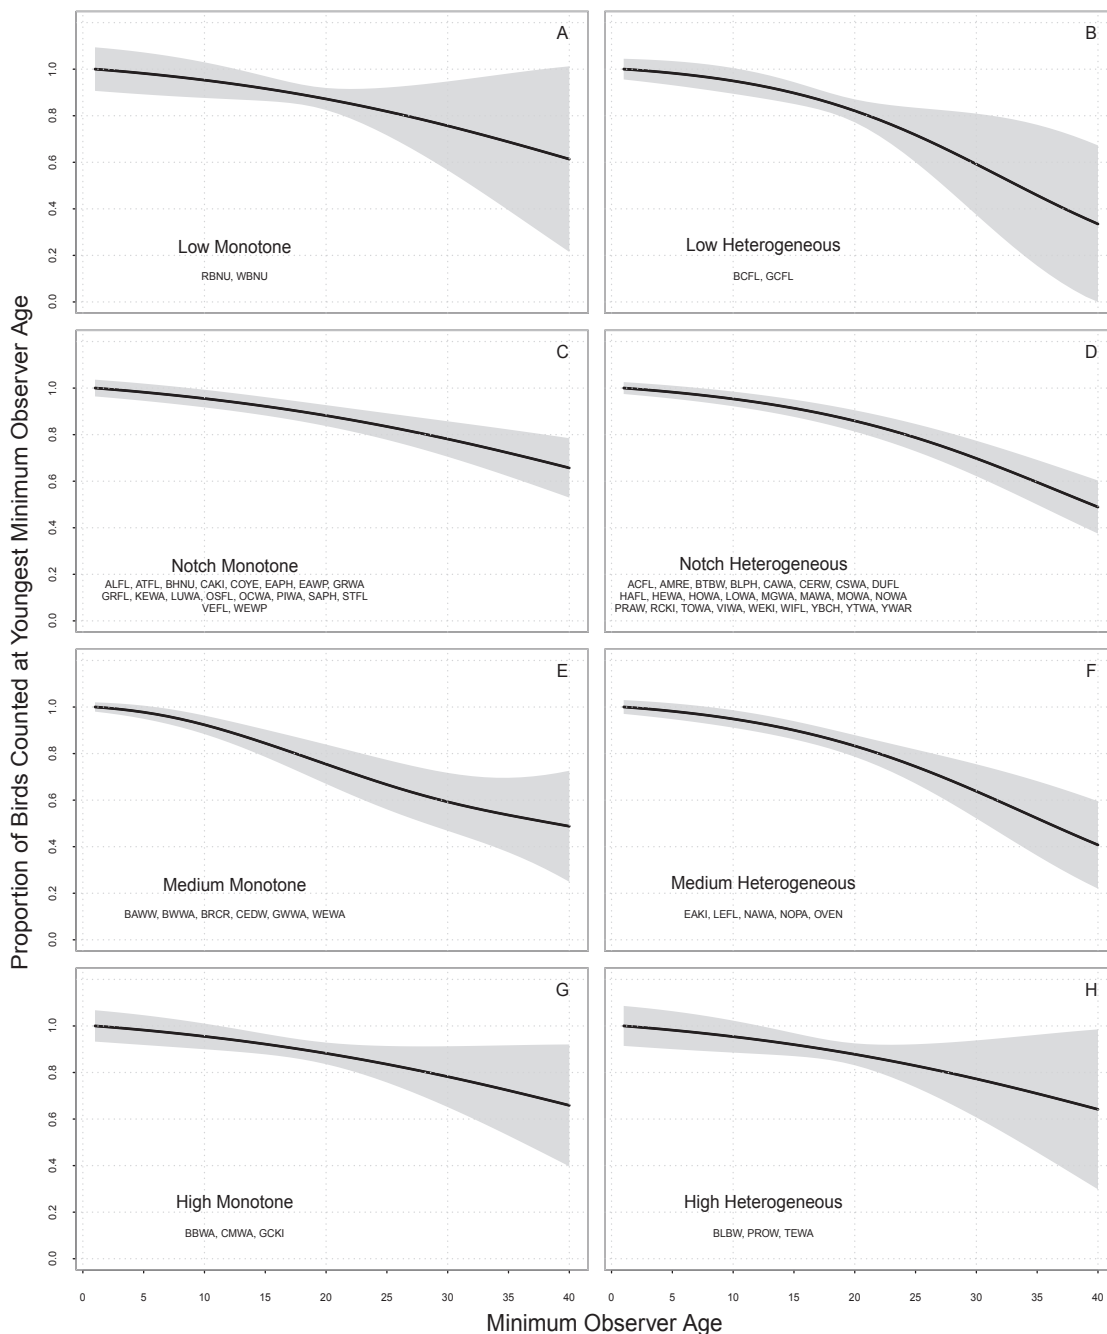 Proportion of Birds Counted at Youngest Minimum Observer Age
A
1.0
0.8
0.6
0.4
0.2
0.0
Low Monotone
RBNU, WBNU
B
Low Heterogeneous
BCFL, GCFL
C
1.0
0.8
0.6
0.4
0.2
0.0
Notch Monotone
ALFL, ATFL, BHNU, CAKI, COYE, EAPH, EAWP, GRWA
GRFL, KEWA, LUWA, OSFL, OCWA, PIWA, SAPH, STFL
VEFL, WEWP
D
Notch Heterogeneous
ACFL, AMRE, BTBW, BLPH, CAWA, CERW, CSWA, DUFL
HAFL, HEWA, HOWA, LOWA, MGWA, MAWA, MOWA, NOWA
PRAW, RCKI, TOWA, VIWA, WEKI, WIFL, YBCH, YTWA, YWAR
E
1.0
0.8
0.6
0.4
0.2
0.0
Medium Monotone
BAWW, BWWA, BRCR, CEDW, GWWA, WEWA
F
Medium Heterogeneous
EAKI, LEFL, NAWA, NOPA, OVEN
G
1.0
0.8
0.6
0.4
0.2
0.0
High Monotone
BBWA, CMWA, GCKI
H
High Heterogeneous
BLBW, PROW, TEWA
0 5 10 15 20 25 30 35 40
0 5 10 15 20 25 30 35 40
Minimum Observer Age